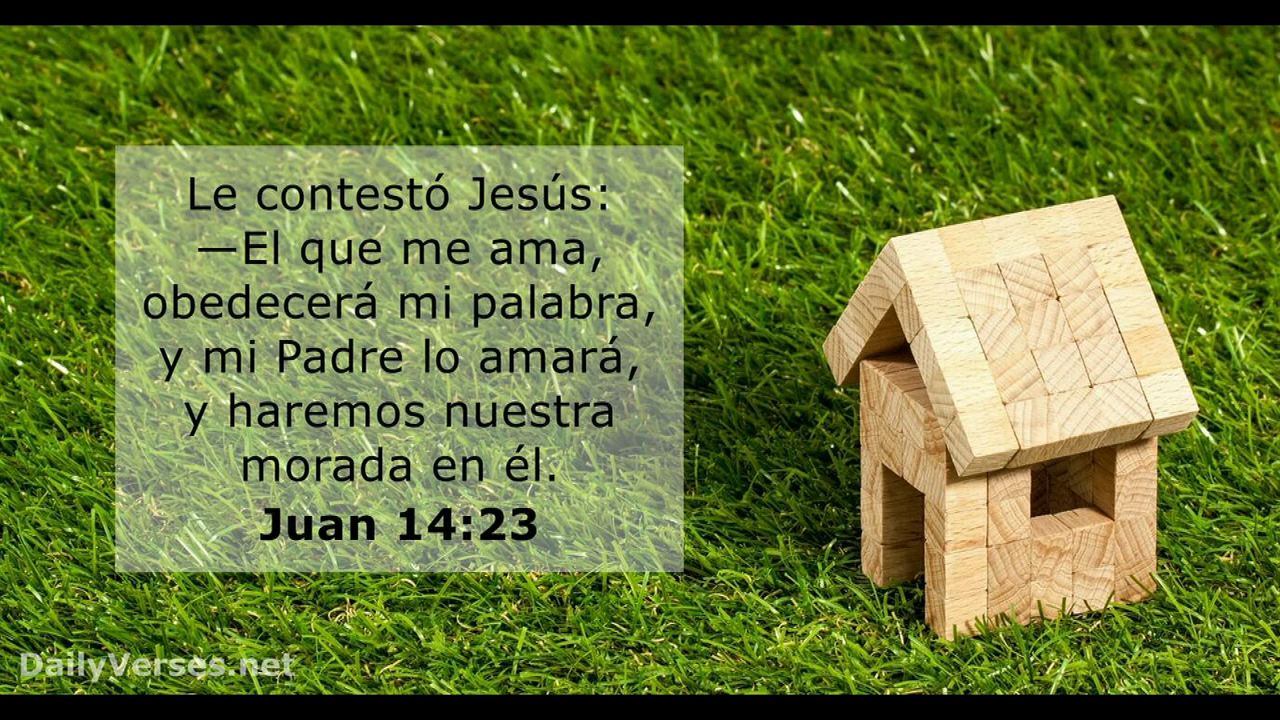 Le contestó Jesús:
—El que me ama,
obedecerá mi palabra,
y mi Padre lo amará,
y haremos nuestra
morada en él.
Juan 14:23
DailyVerses.net